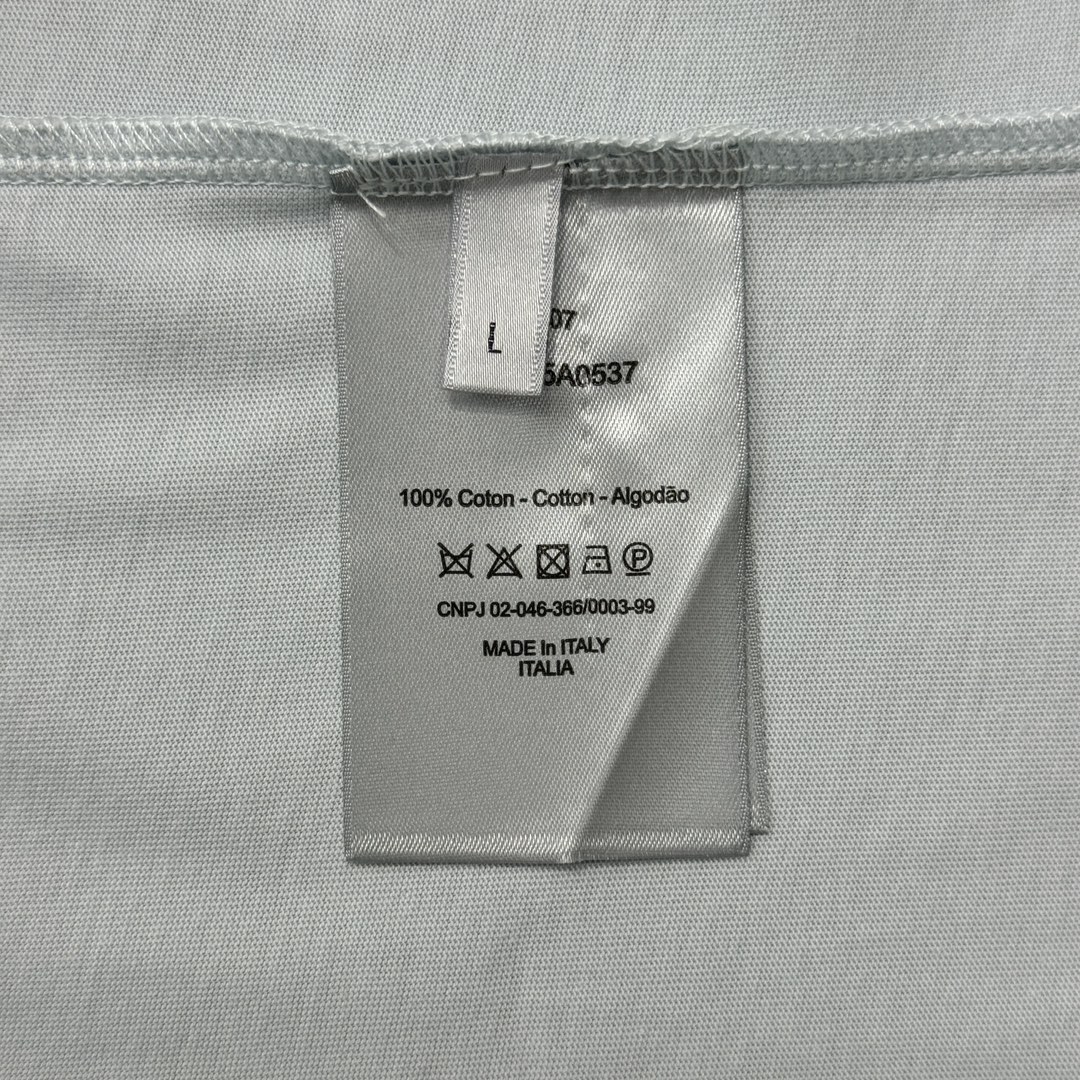 L
07
5A0537
100% Coton - Cotton - Algodão
CNPJ 02-046-366/0003-99
MADE In ITALY
ITALIA